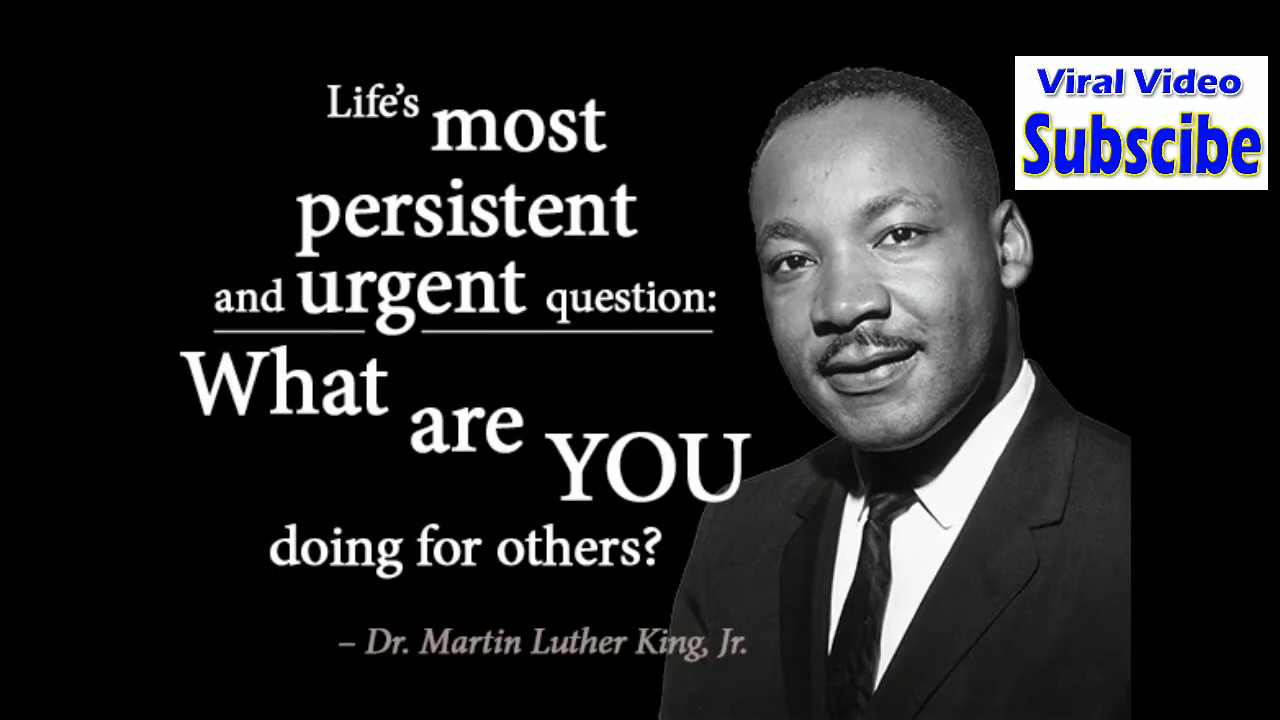 Life's most
persistent
and urgent question:
What are YOU
doing for others?
– Dr. Martin Luther King, Jr.
Viral Video
Subscibe